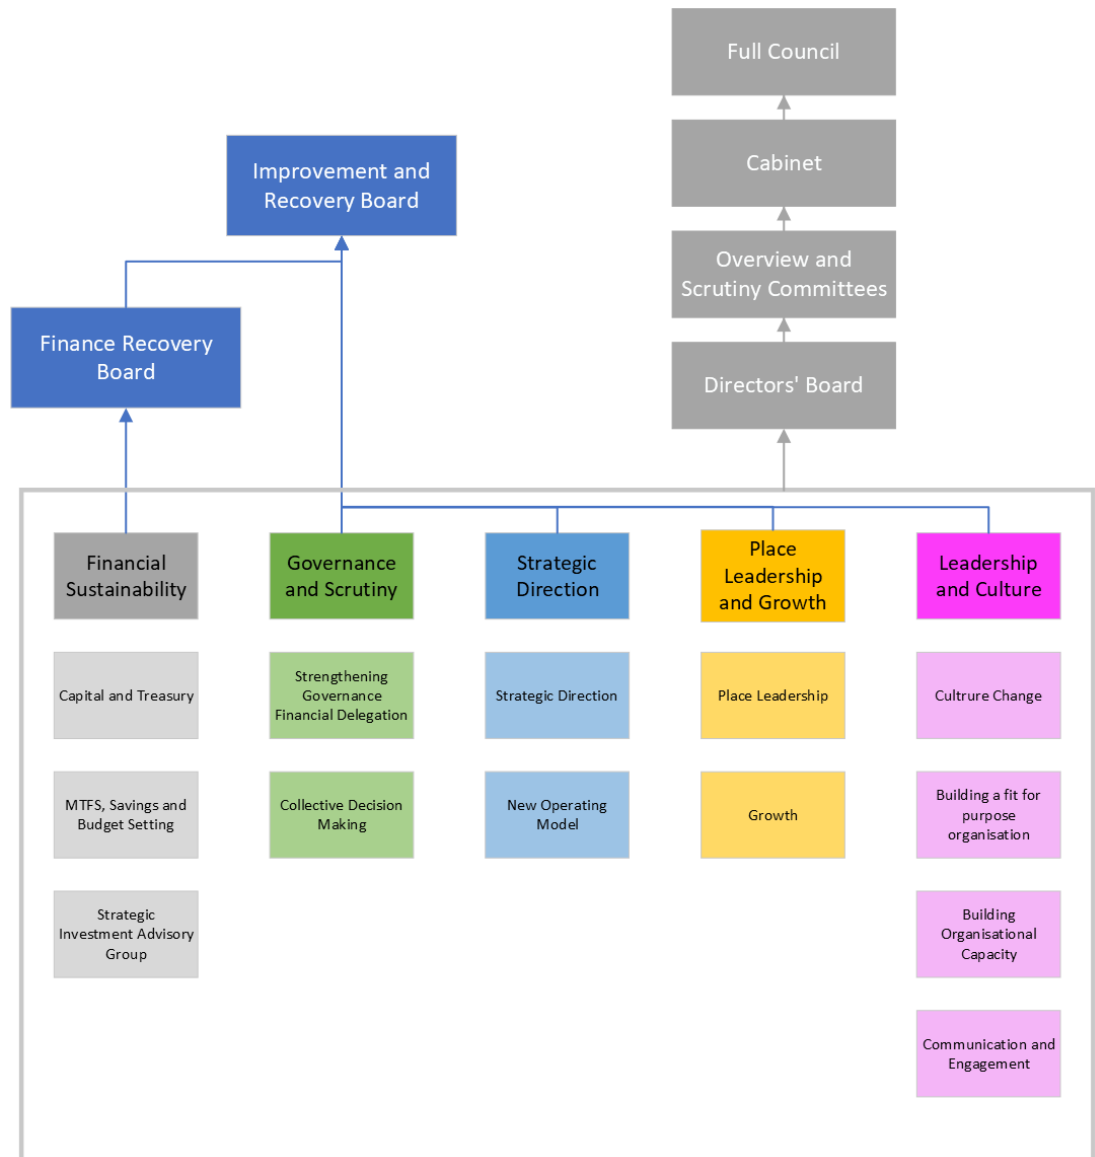 Full Council
Cabinet
Overview and
Scrutiny Committees
Directors' Board
Improvement and
Recovery Board
Finance Recovery
Board
Financial
Sustainability
Capital and Treasury
MTFS, Savings and
Budget Setting
Strategic
Investment Advisory
Group
Governance
and Scrutiny
Strengthening
Governance
Financial Delegation
Collective Decision
Making
Strategic
Direction
Strategic Direction
New Operating
Model
Place
Leadership
and Growth
Place Leadership
Growth
Leadership
and Culture
Cultrure Change
Building a fit for
purpose
organisation
Building
Organisational
Capacity
Communication and
Engagement